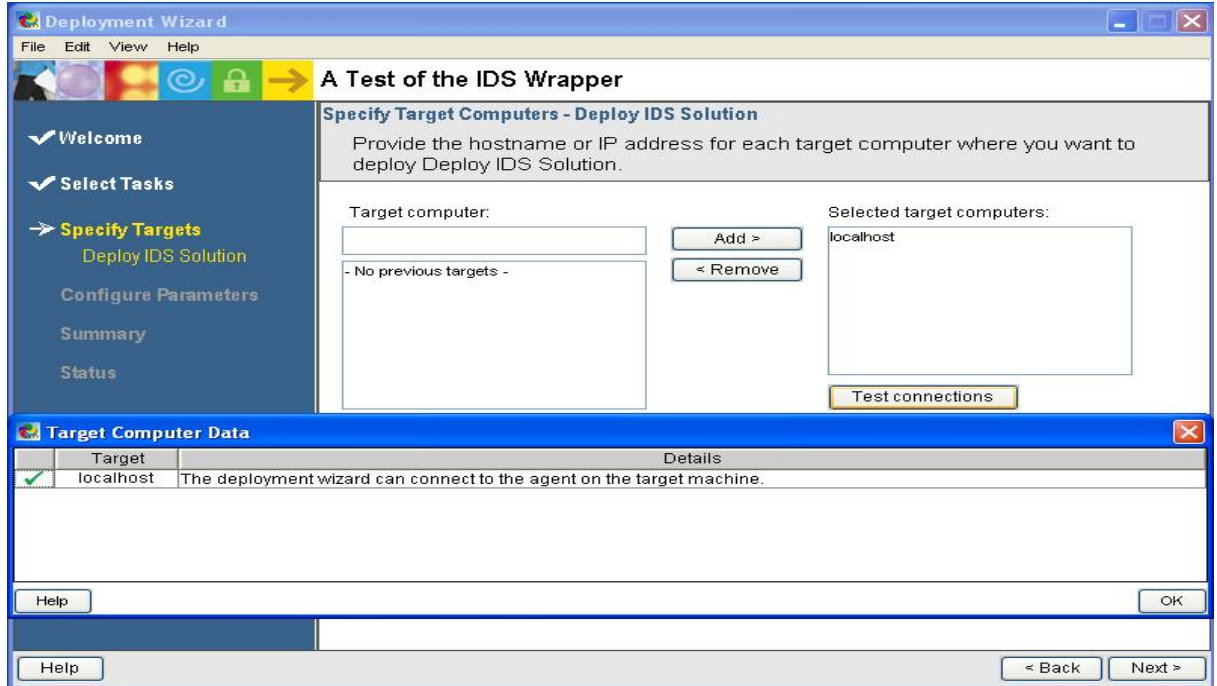 Deployment Wizard
File Edit View Help
A Test of the IDS Wrapper
Welcome
Select Tasks
Specify Targets
Deploy IDS Solution
Configure Parameters
Summary
Status
Specify Target Computers - Deploy IDS Solution
Provide the hostname or IP address for each target computer where you want to
deploy Deploy IDS Solution.
Target computer:
- No previous targets -
Add >
< Remove
Selected target computers:
localhost
Test connections
Target Computer Data
Target Details
localhost The deployment wizard can connect to the agent on the target machine.
Help OK
Help < Back Next >